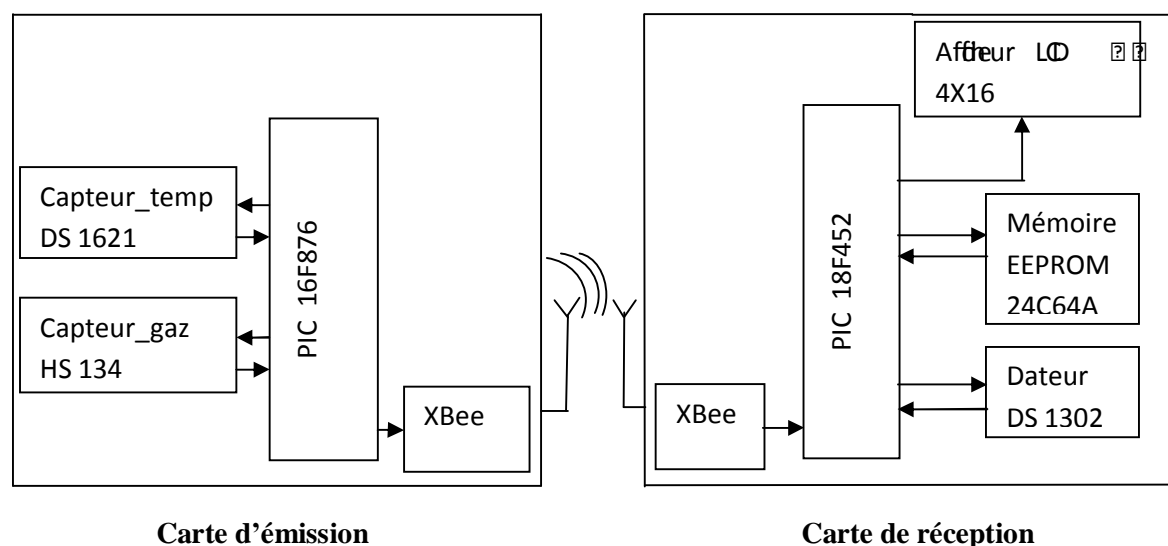 4X16
Capteur_temp
DS 1621
Capteur_gaz
HS 134
PIC 16F876
XBee
XBee
PIC 18F452
Mémoire
EEPROM
24C64A
Dateur
DS 1302
Carte d’émission
Carte de réception